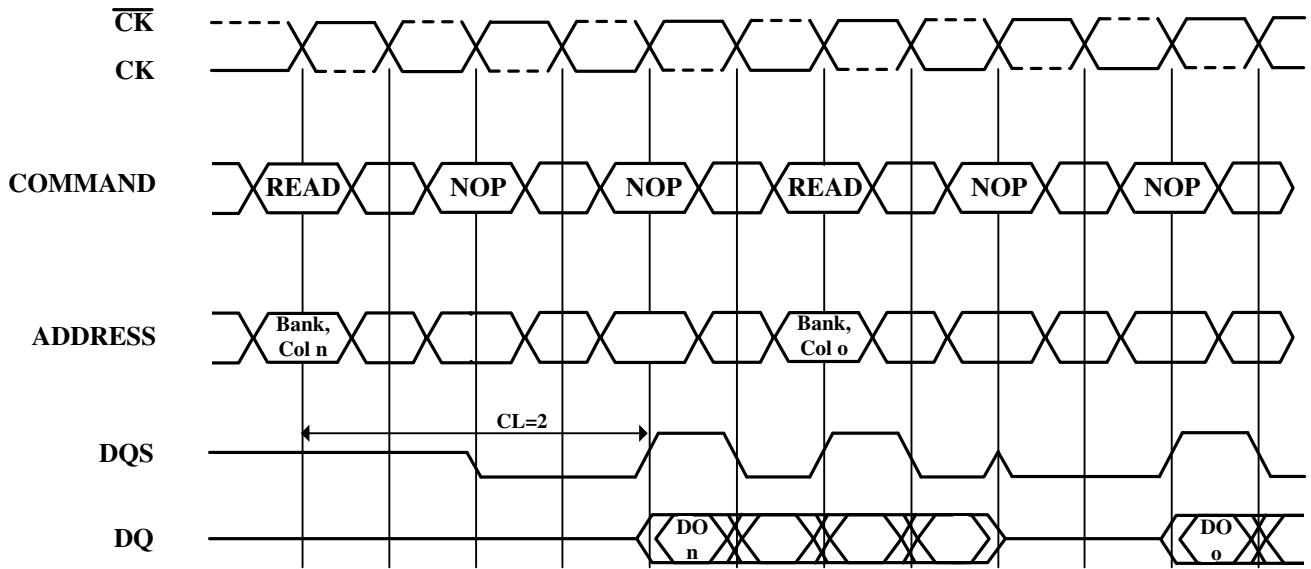 C̅K̅
CK
COMMAND READ NOP NOP READ NOP NOP
ADDRESS Bank, Col n Bank, Col o
CL=2
DQS
DQ DO n DO o